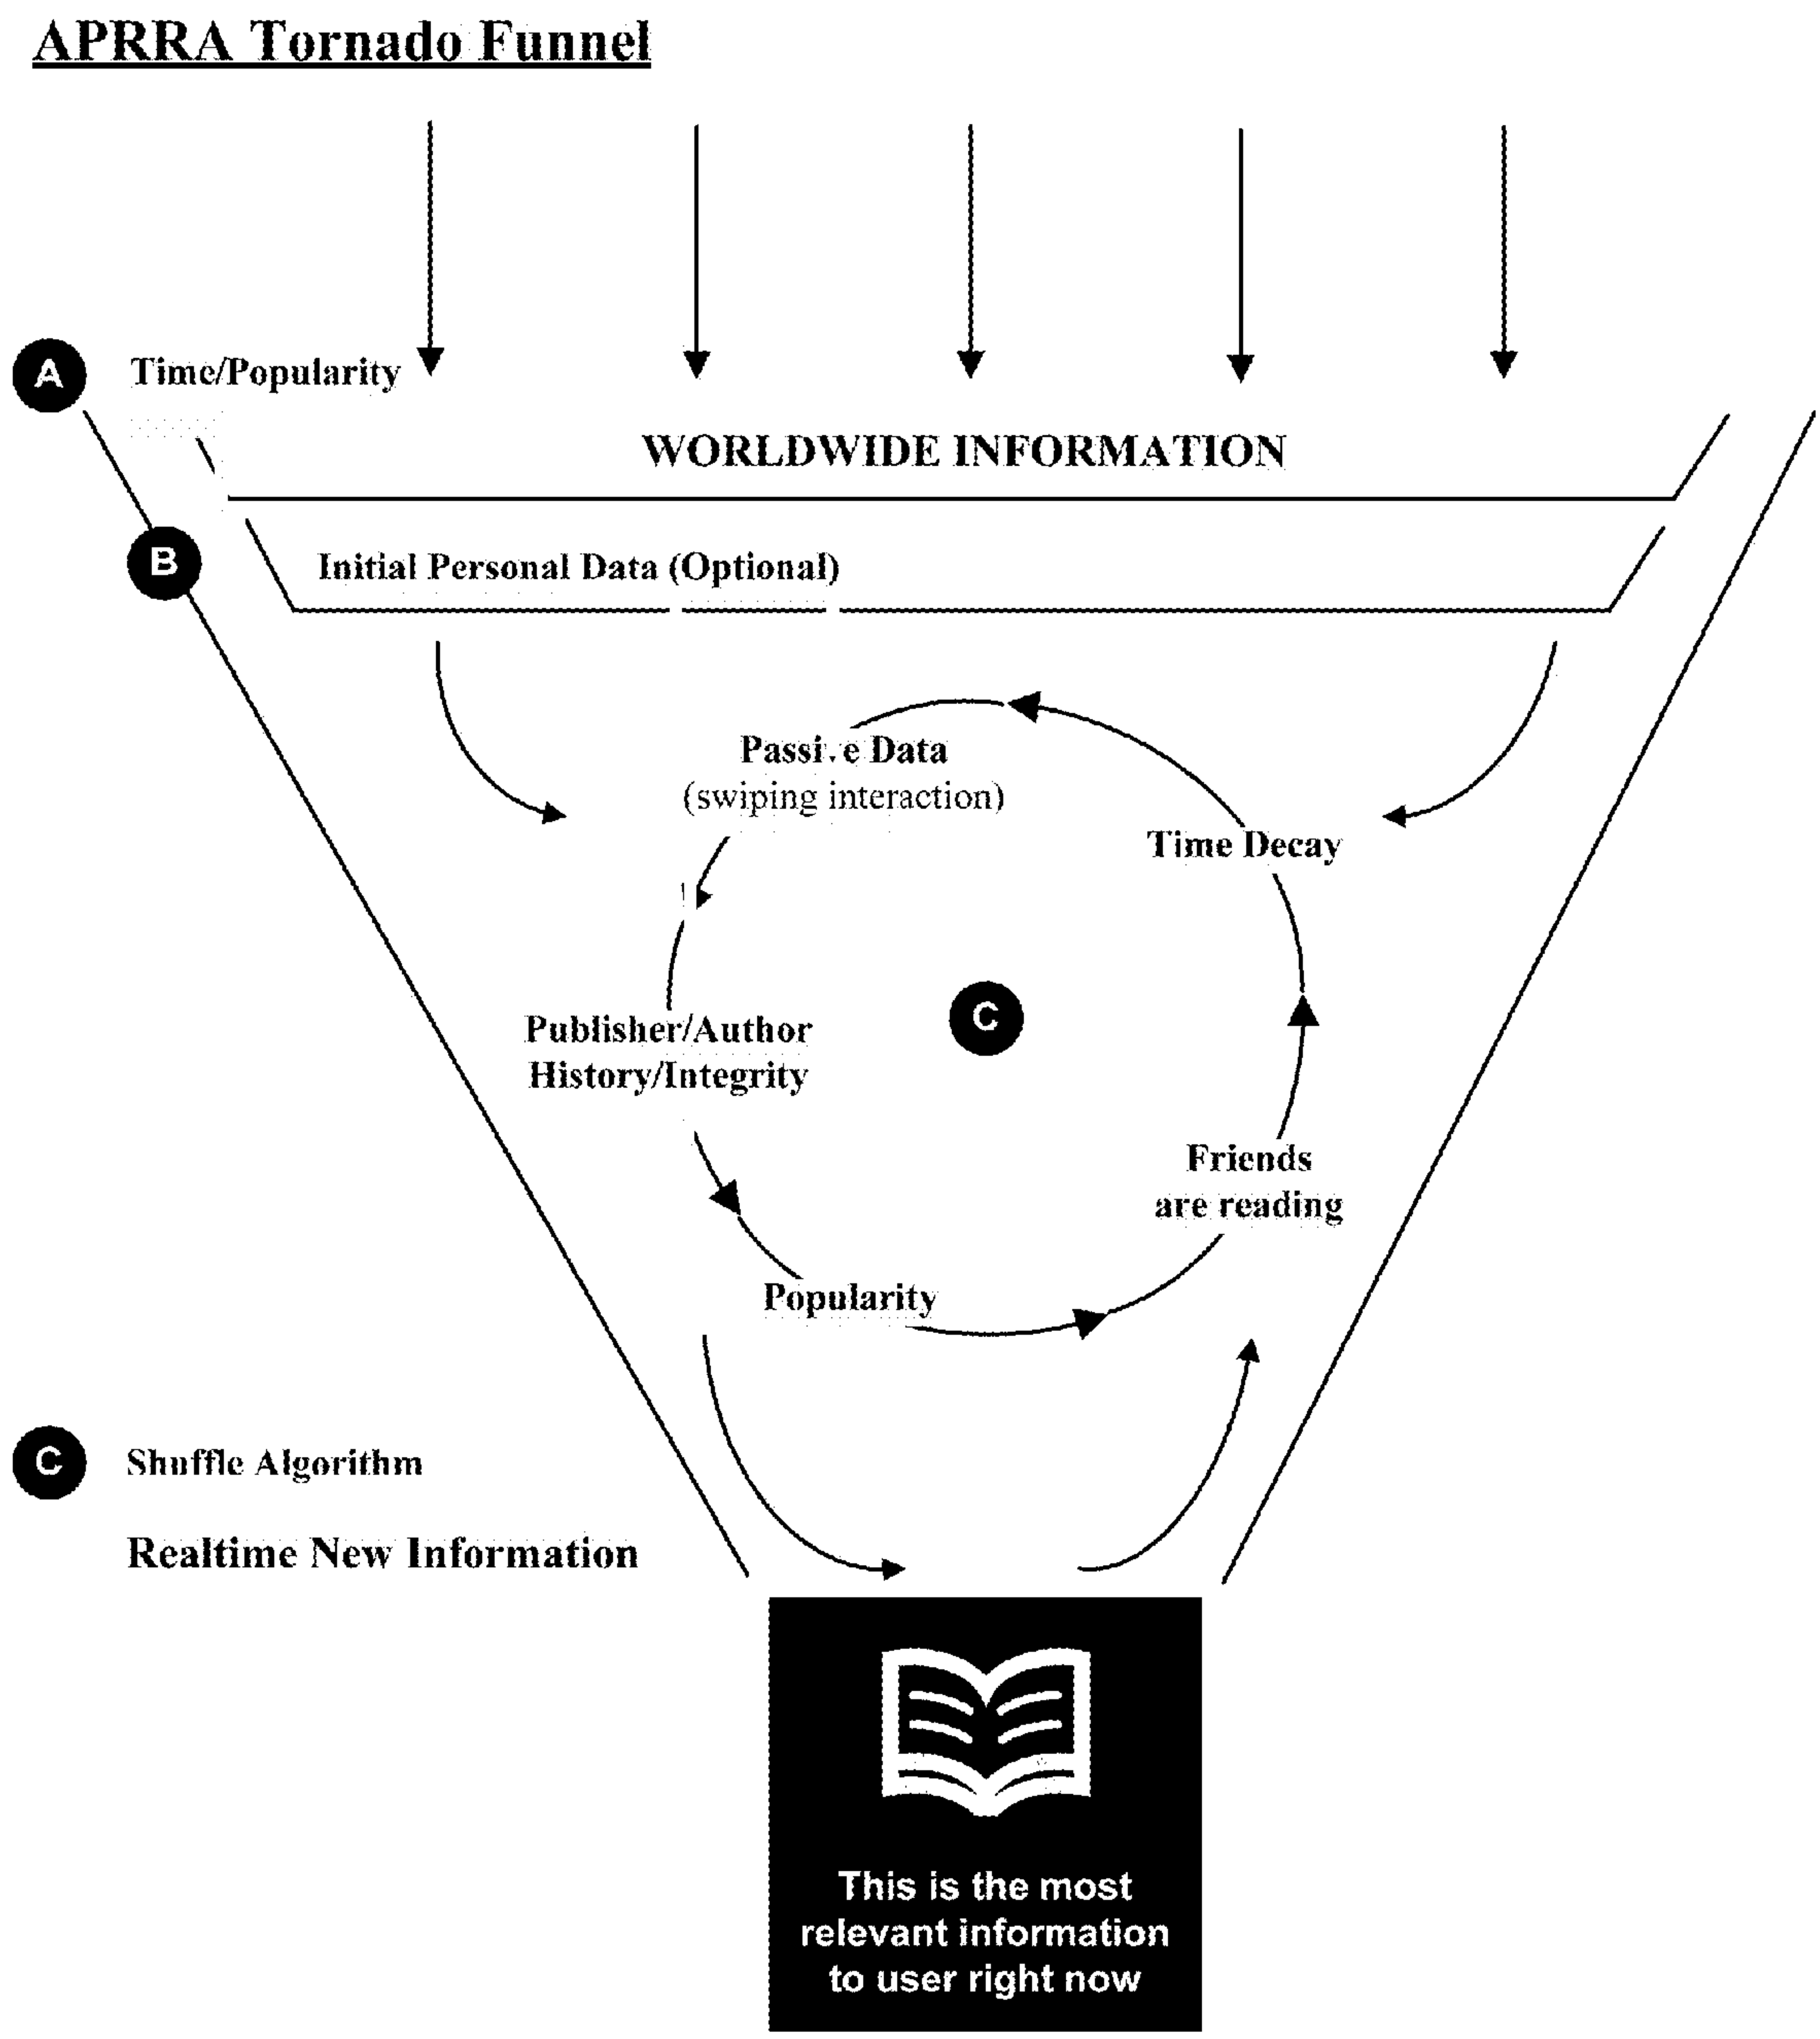 APRRA Tornado Funnel
A
Time/Popularity
WORLDWIDE INFORMATION
B
Initial Personal Data (Optional)
Passive Data
(swiping interaction)
Time Decay
C
Publisher/Author
History/Integrity
Friends
are reading
Popularity
C
Shuffle Algorithm
Realtime New Information
This is the most
relevant information
to user right now